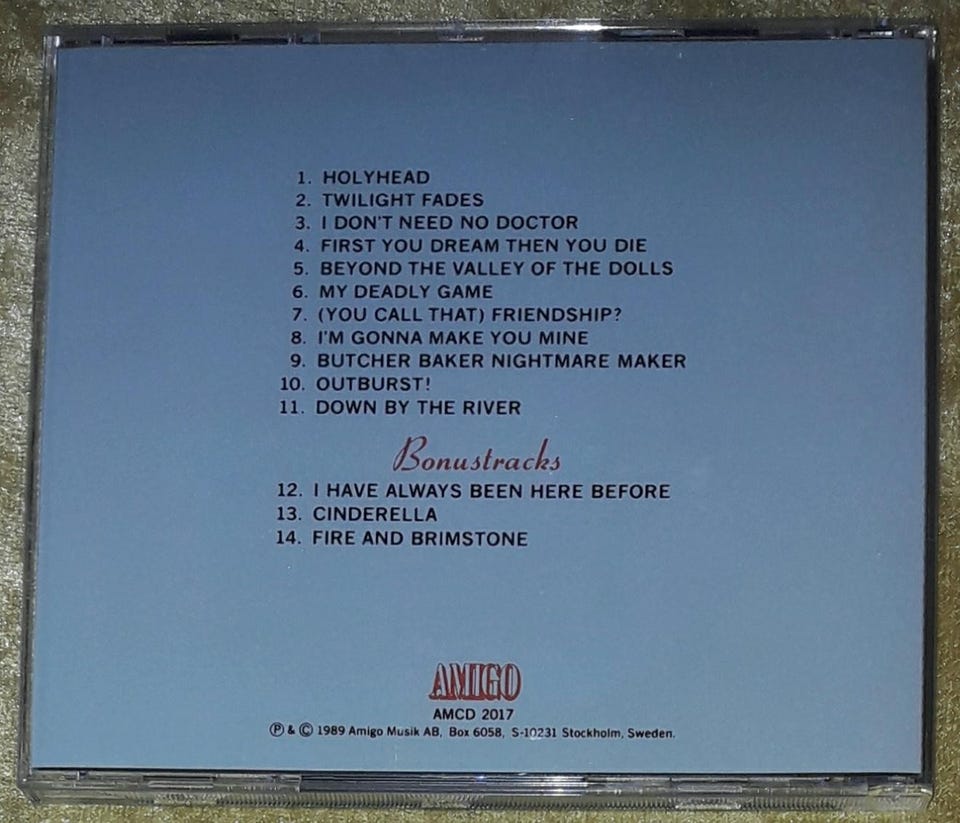 1. HOLYHEAD
2. TWILIGHT FADES
3. I DON'T NEED NO DOCTOR
4. FIRST YOU DREAM THEN YOU DIE
5. BEYOND THE VALLEY OF THE DOLLS
6. MY DEADLY GAME
7. (YOU CALL THAT) FRIENDSHIP?
8. I'M GONNA MAKE YOU MINE
9. BUTCHER BAKER NIGHTMARE MAKER
10. OUTBURST!
11. DOWN BY THE RIVER
Bonustracks
12. I HAVE ALWAYS BEEN HERE BEFORE
13. CINDERELLA
14. FIRE AND BRIMSTONE
AMIGO
AMCD 2017
℗ & © 1989 Amigo Musik AB, Box 6058, S-10231 Stockholm, Sweden.